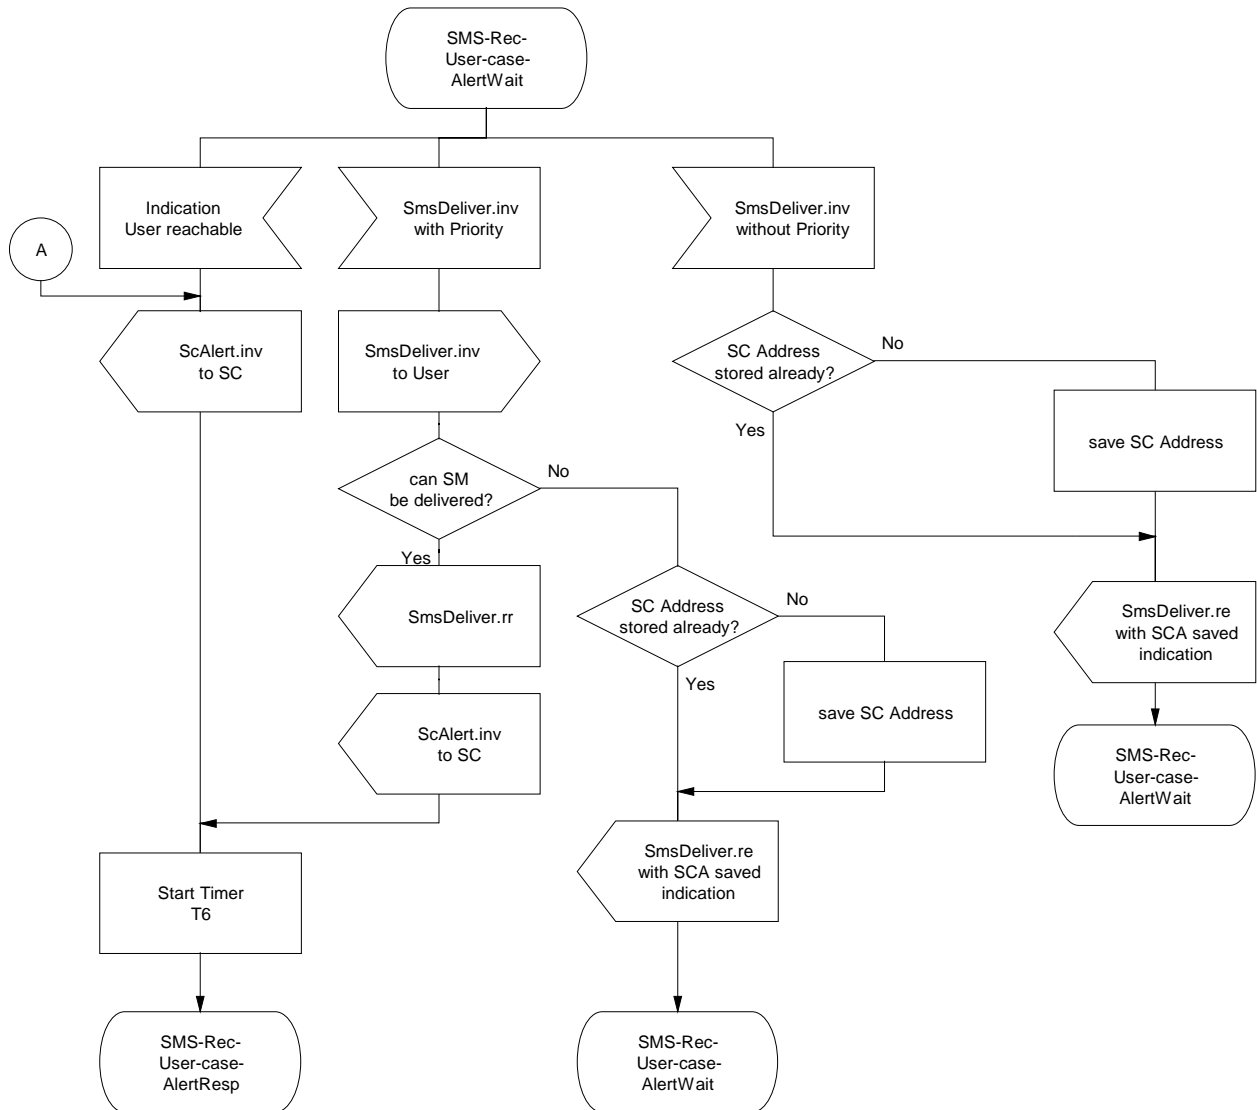 SMS-Rec-
User-case-
AlertWait
Indication
User reachable
SmsDeliver.inv
with Priority
SmsDeliver.inv
without Priority
A
ScAlert.inv
to SC
SmsDeliver.inv
to User
SC Address
stored already?
No
Yes
save SC Address
can SM
be delivered?
No
Yes
SmsDeliver.rr
SC Address
stored already?
No
Yes
save SC Address
SmsDeliver.re
with SCA saved
indication
ScAlert.inv
to SC
SMS-Rec-
User-case-
AlertWait
SmsDeliver.re
with SCA saved
indication
Start Timer
T6
SMS-Rec-
User-case-
AlertResp
SMS-Rec-
User-case-
AlertWait